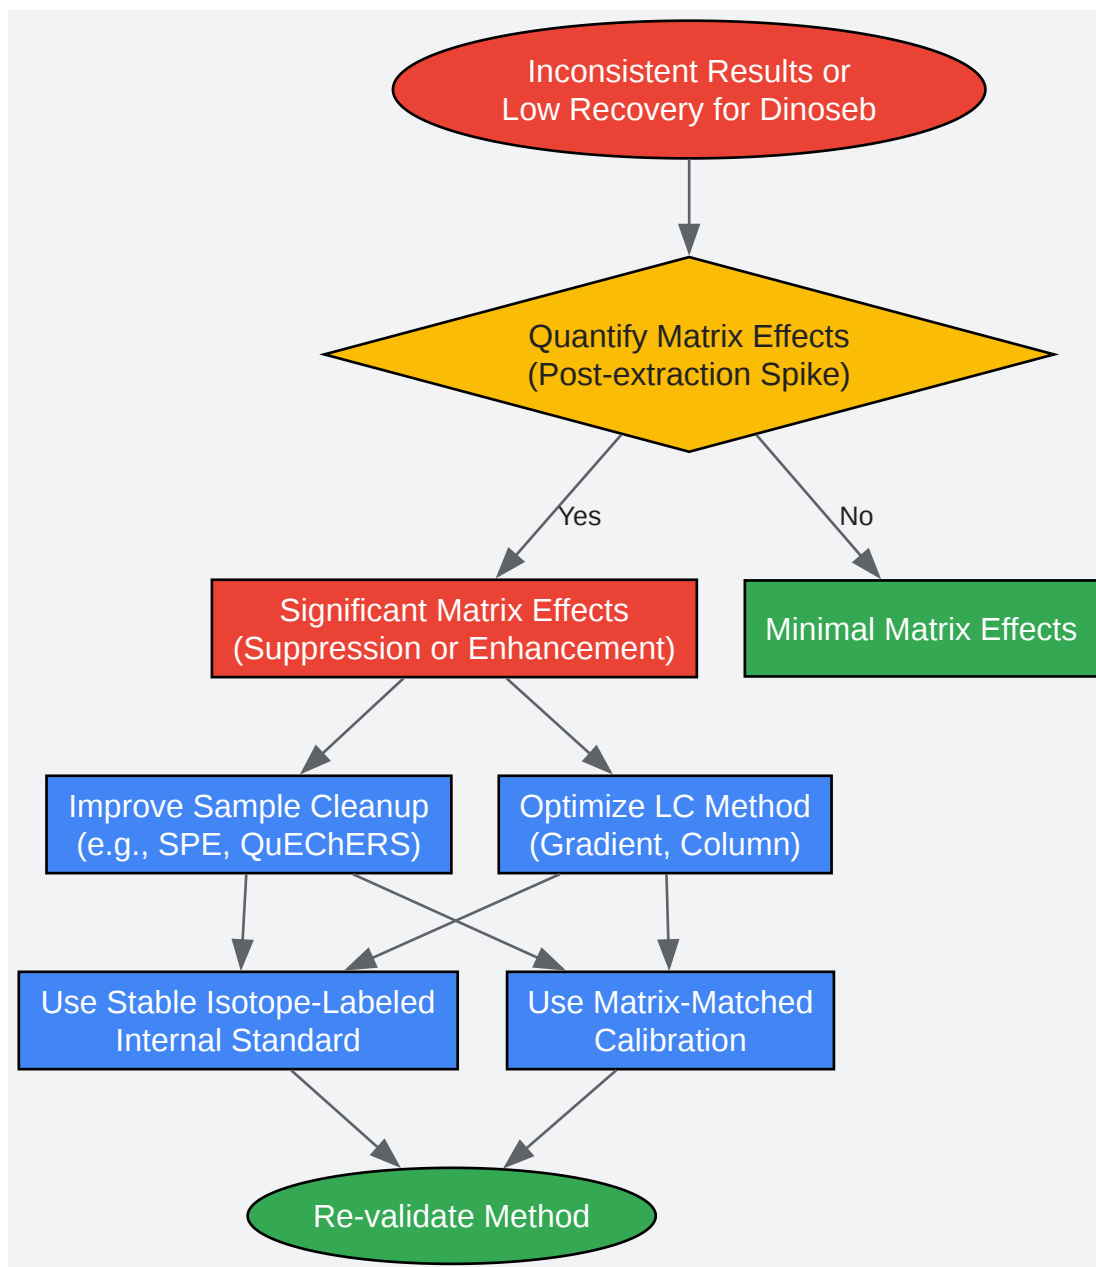 Inconsistent Results or
Low Recovery for Dinoseb
Quantify Matrix Effects
(Post-extraction Spike)
Yes
No
Significant Matrix Effects
(Suppression or Enhancement)
Minimal Matrix Effects
Improve Sample Cleanup
(e.g., SPE, QuEChERS)
Optimize LC Method
(Gradient, Column)
Use Stable Isotope-Labeled
Internal Standard
Use Matrix-Matched
Calibration
Re-validate Method